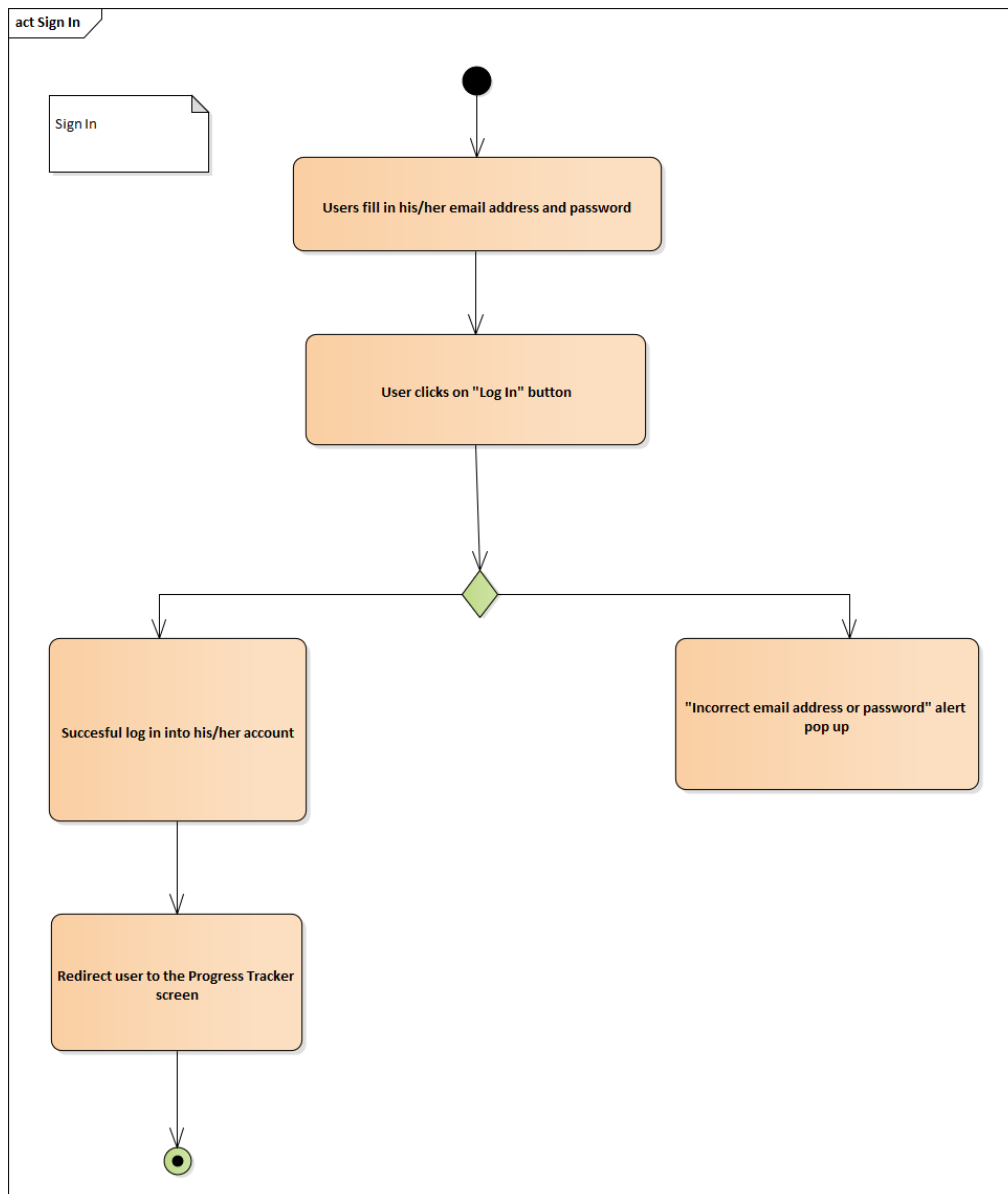 act Sign In
Sign In
Users fill in his/her email address and password
User clicks on "Log In" button
Succesful log in into his/her account
"Incorrect email address or password" alert
pop up
Redirect user to the Progress Tracker
screen